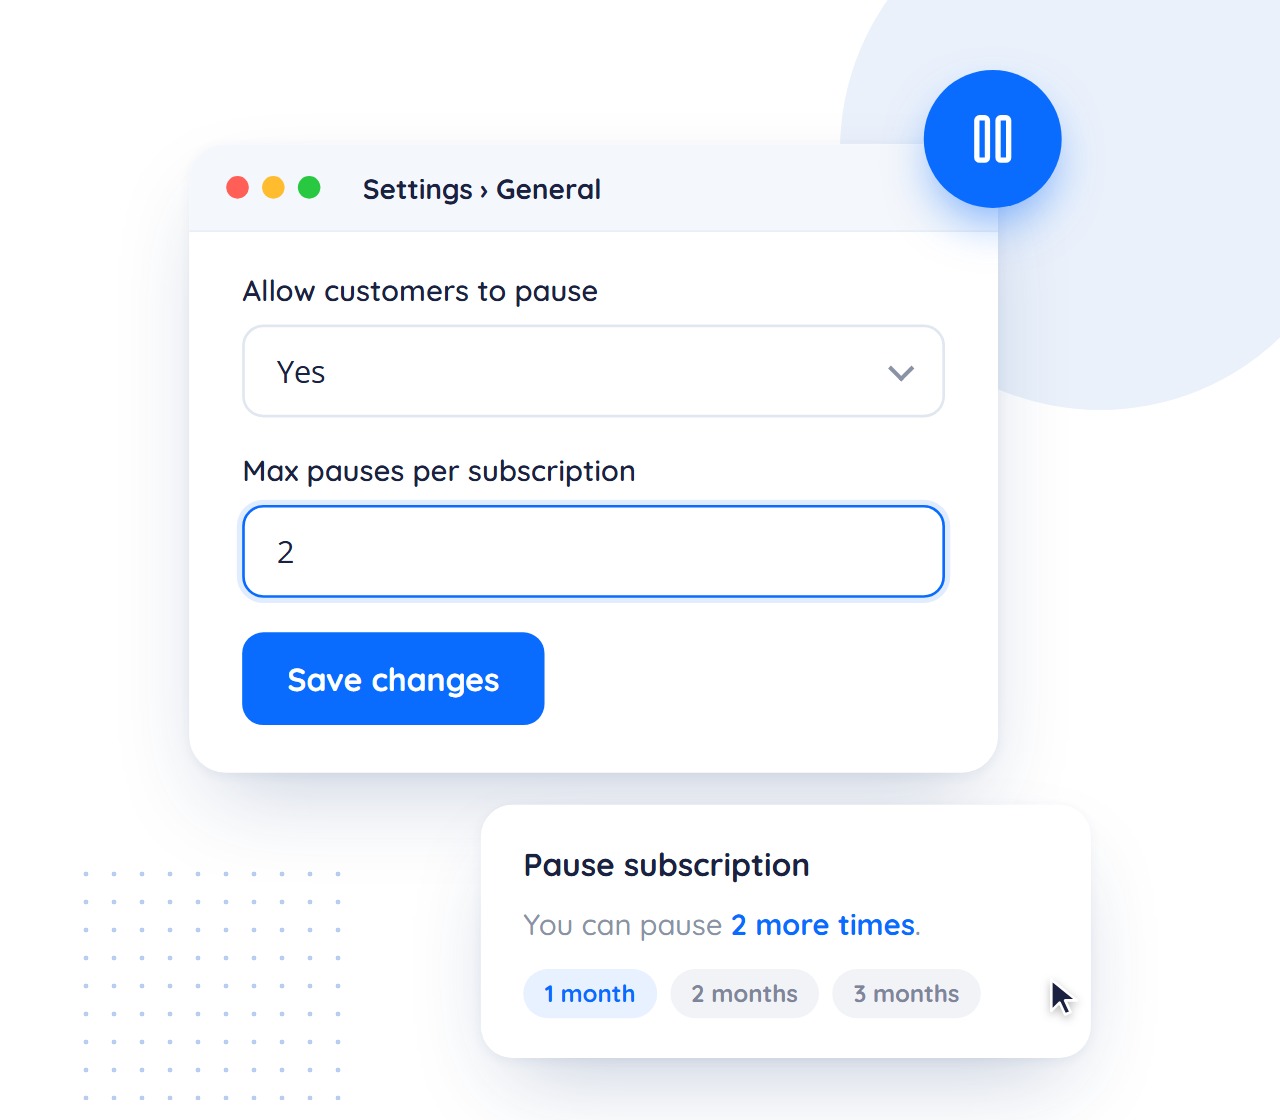 Settings › General
Allow customers to pause
Yes
Max pauses per subscription
2
Save changes
Pause subscription
You can pause 2 more times.
1 month 2 months 3 months